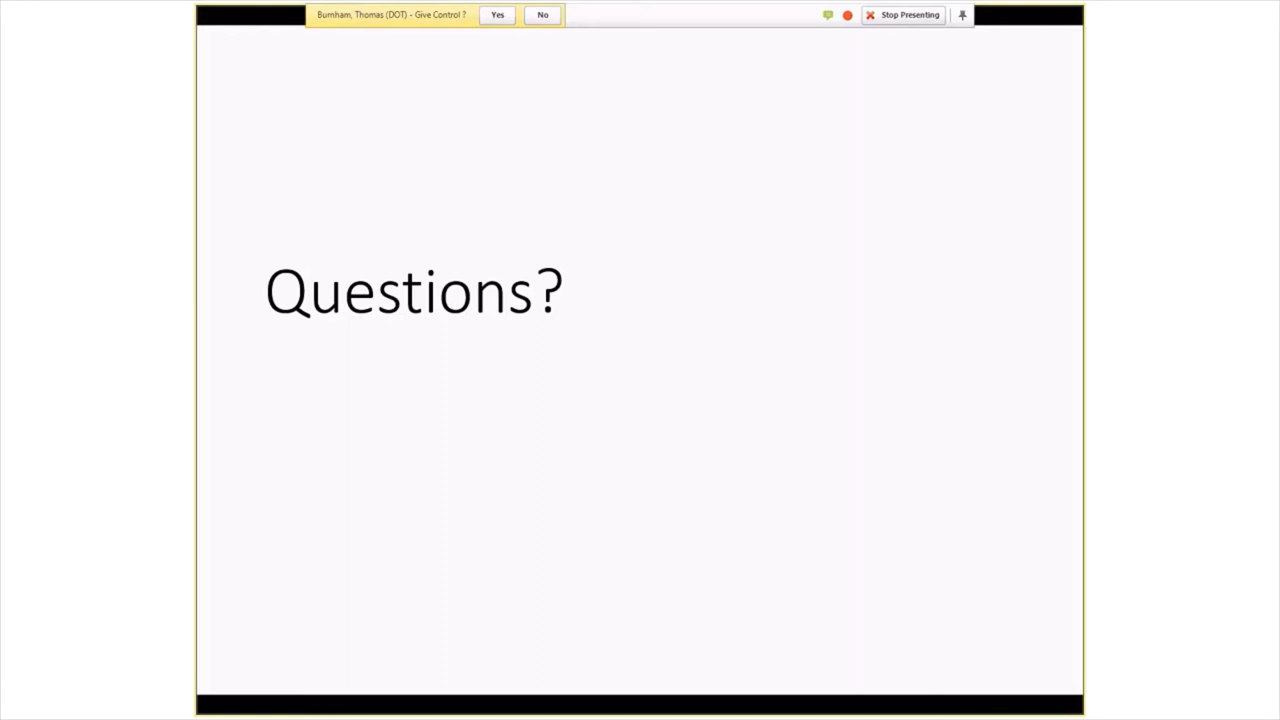 Burnham, Thomas (DOT) - Give Control ? Yes No Stop Presenting
Questions?